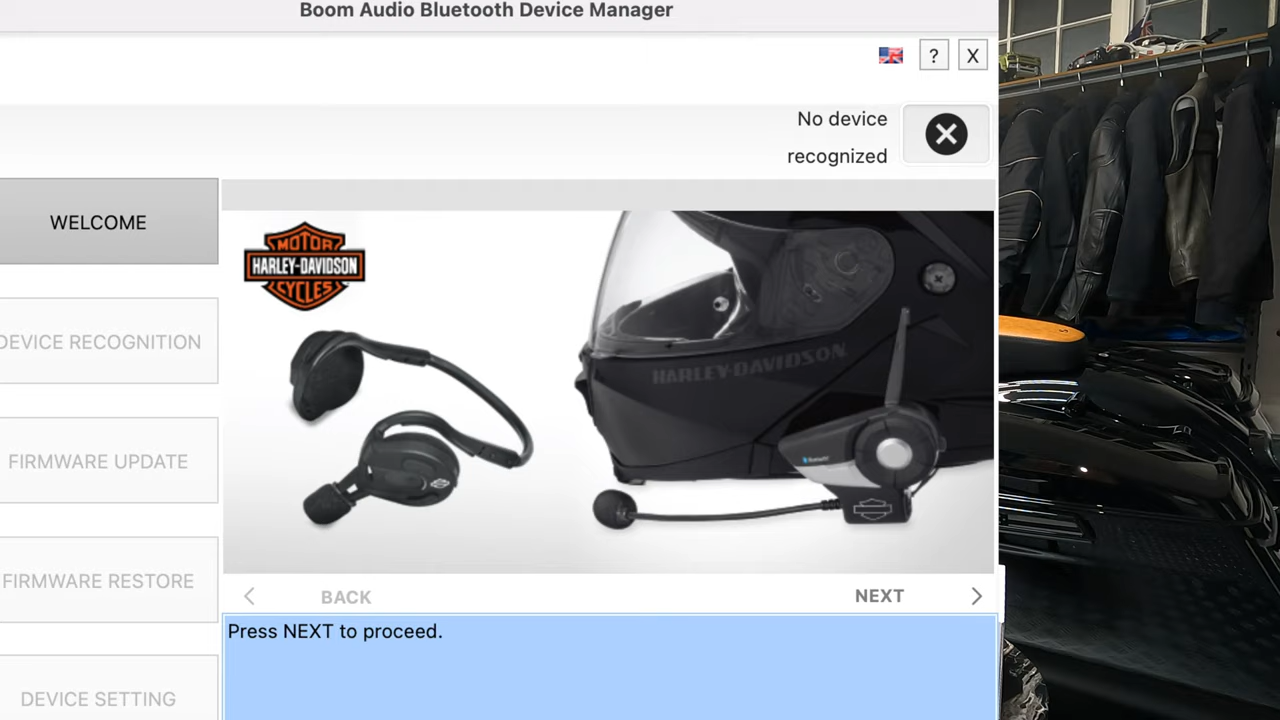 Boom Audio Bluetooth Device Manager
?
X
No device
recognized
WELCOME
DEVICE RECOGNITION
FIRMWARE UPDATE
FIRMWARE RESTORE
DEVICE SETTING
MOTOR
HARLEY-DAVIDSON
CYCLES
HARLEY-DAVIDSON
Bluetooth
BACK
NEXT
Press NEXT to proceed.